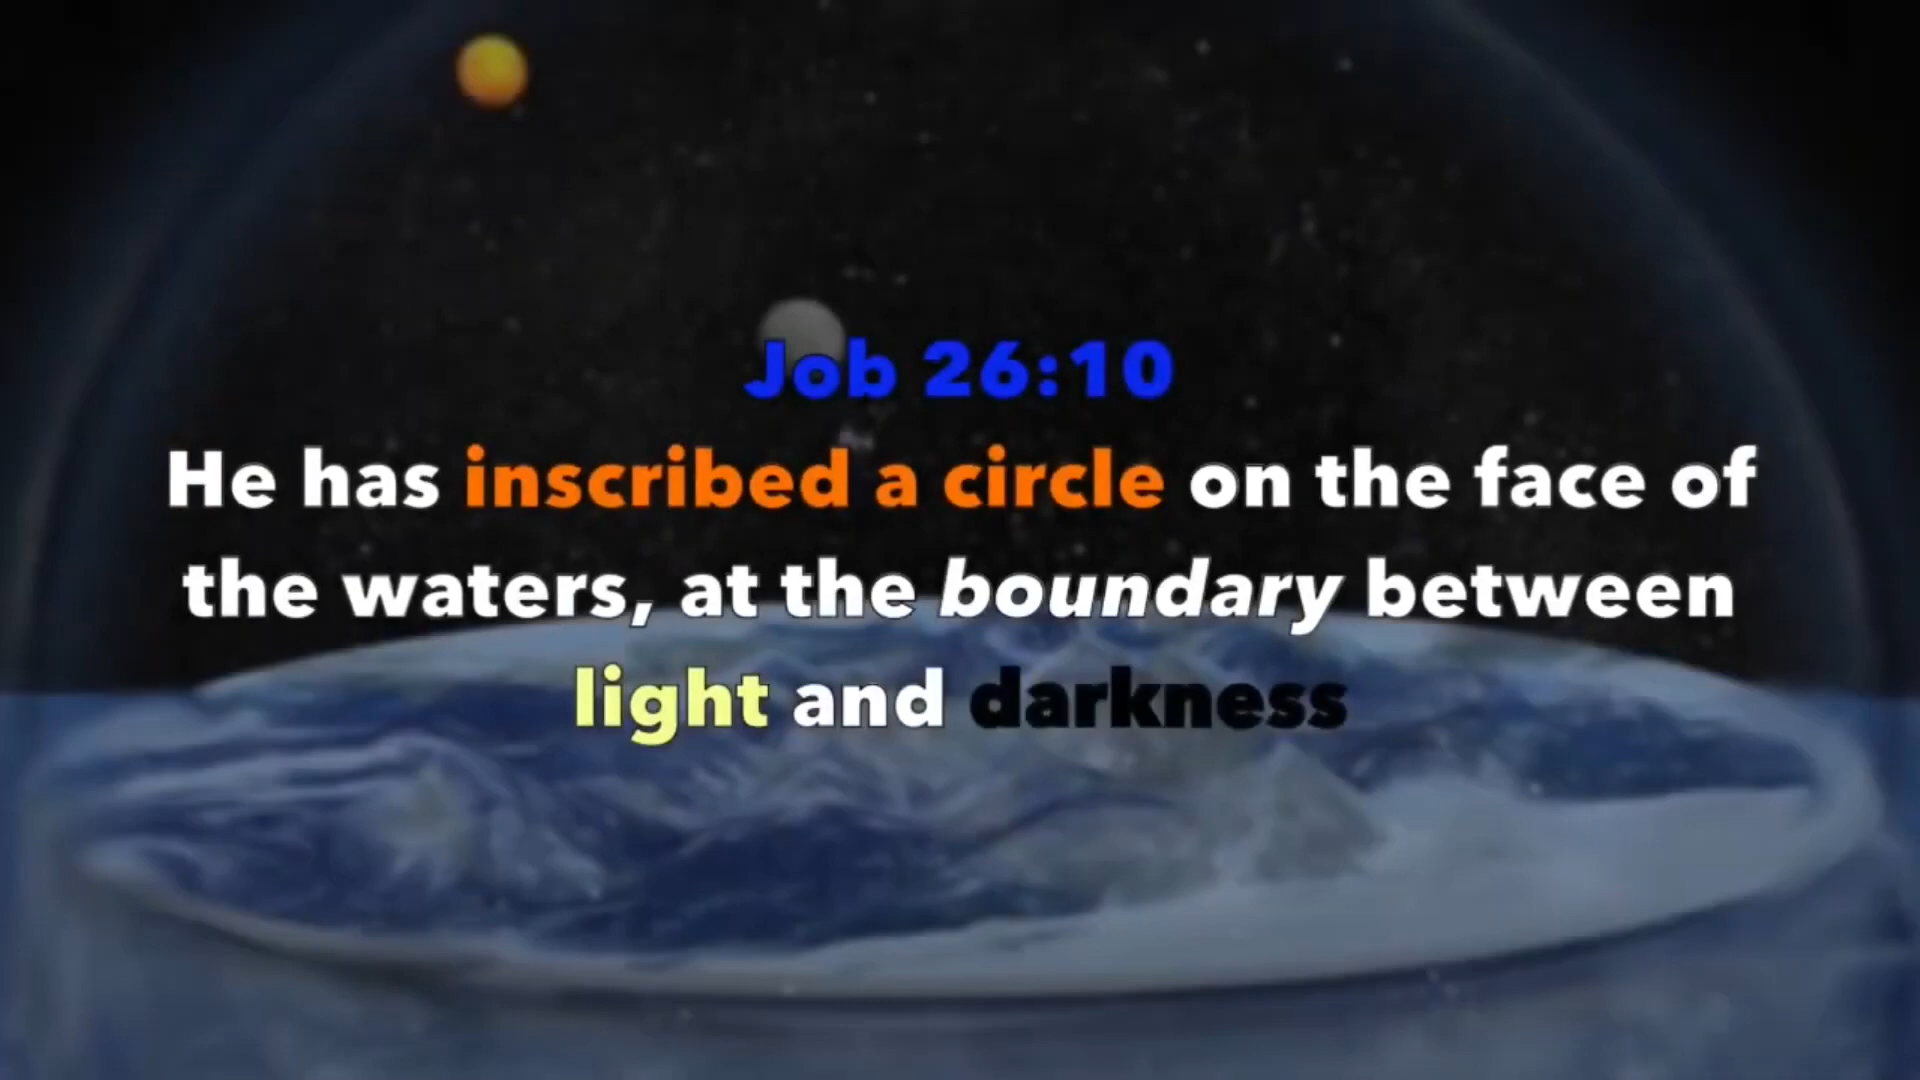 Job 26:10
He has inscribed a circle on the face of
the waters, at the boundary between
light and darkness